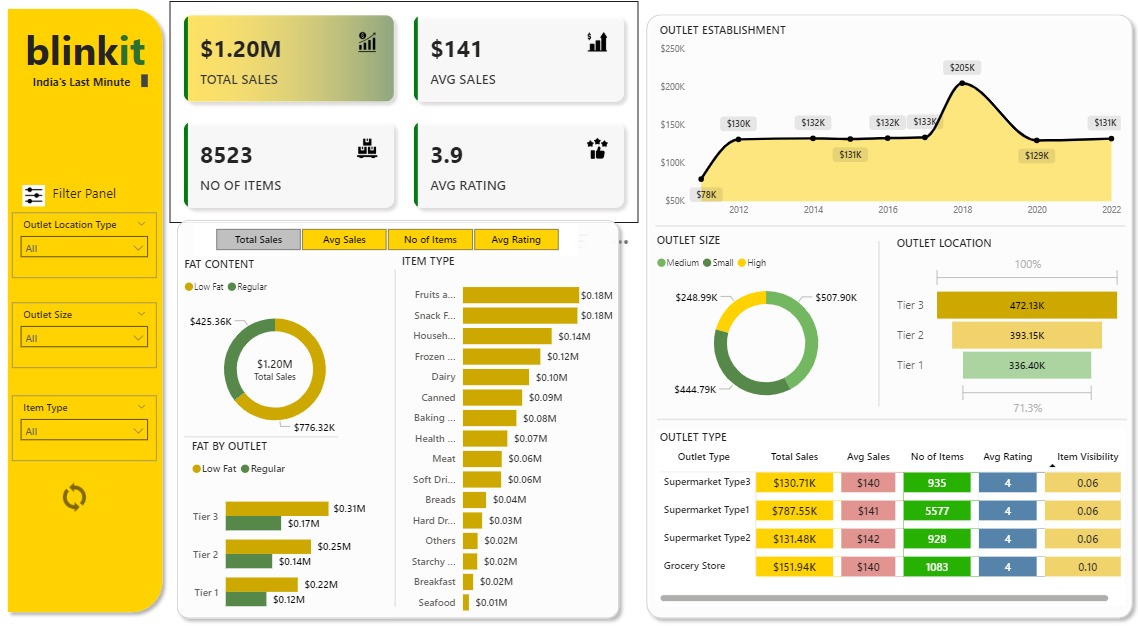 blinkit
India's Last Minute
Filter Panel
Outlet Location Type
All
Outlet Size
All
Item Type
All
$1.20M
TOTAL SALES
$141
AVG SALES
8523
NO OF ITEMS
3.9
AVG RATING
Total Sales Avg Sales No of Items Avg Rating
FAT CONTENT
Low Fat Regular
$425.36K
$1.20M
Total Sales
$776.32K
FAT BY OUTLET
Low Fat Regular
Tier 3 $0.31M
$0.17M
Tier 2 $0.25M
$0.14M
Tier 1 $0.22M
$0.12M
ITEM TYPE
Fruits a... $0.18M
Snack F... $0.18M
Househ... $0.14M
Frozen ... $0.12M
Dairy $0.10M
Canned $0.09M
Baking ... $0.08M
Health ... $0.07M
Meat $0.06M
Soft Dri... $0.06M
Breads $0.04M
Hard Dr... $0.03M
Others $0.02M
Starchy ... $0.02M
Breakfast $0.02M
Seafood $0.01M
OUTLET ESTABLISHMENT
$250K
$200K
$150K
$100K
$50K
$78K $130K $132K $131K $132K $133K $205K $129K $131K
2012 2014 2016 2018 2020 2022
OUTLET SIZE
Medium Small High
$248.99K $507.90K
$444.79K
OUTLET LOCATION
100%
Tier 3 472.13K
Tier 2 393.15K
Tier 1 336.40K
71.3%
OUTLET TYPE
Outlet Type Total Sales Avg Sales No of Items Avg Rating Item Visibility
Supermarket Type3 $130.71K $140 935 4 0.06
Supermarket Type1 $787.55K $141 5577 4 0.06
Supermarket Type2 $131.48K $142 928 4 0.06
Grocery Store $151.94K $140 1083 4 0.10